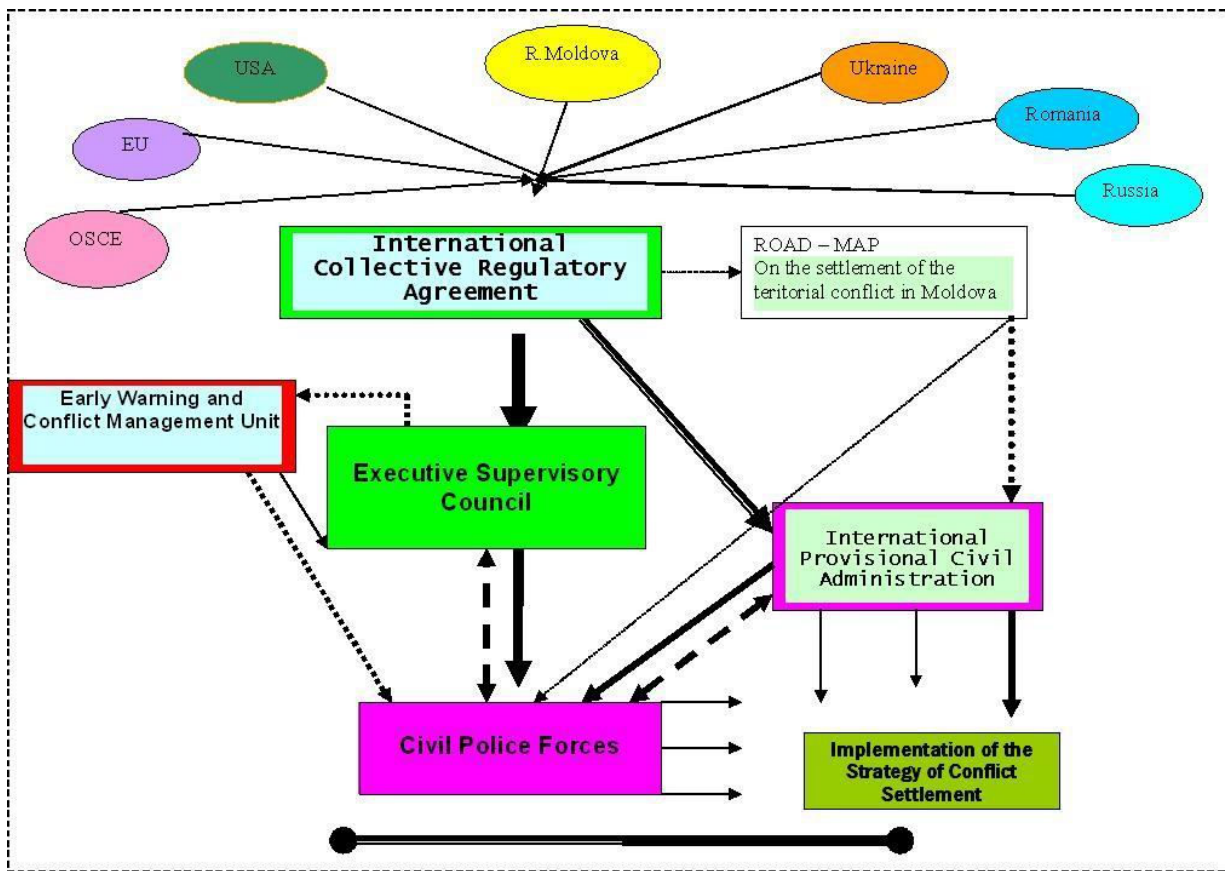 USA
R.Moldova
Ukraine
EU
Romania
OSCE
Russia
International
Collective Regulatory
Agreement
ROAD – MAP
On the settlement of the
teritorial conflict in Moldova
Early Warning and
Conflict Management Unit
Executive Supervisory
Council
International
Provisional Civil
Administration
Civil Police Forces
Implementation of the
Strategy of Conflict
Settlement